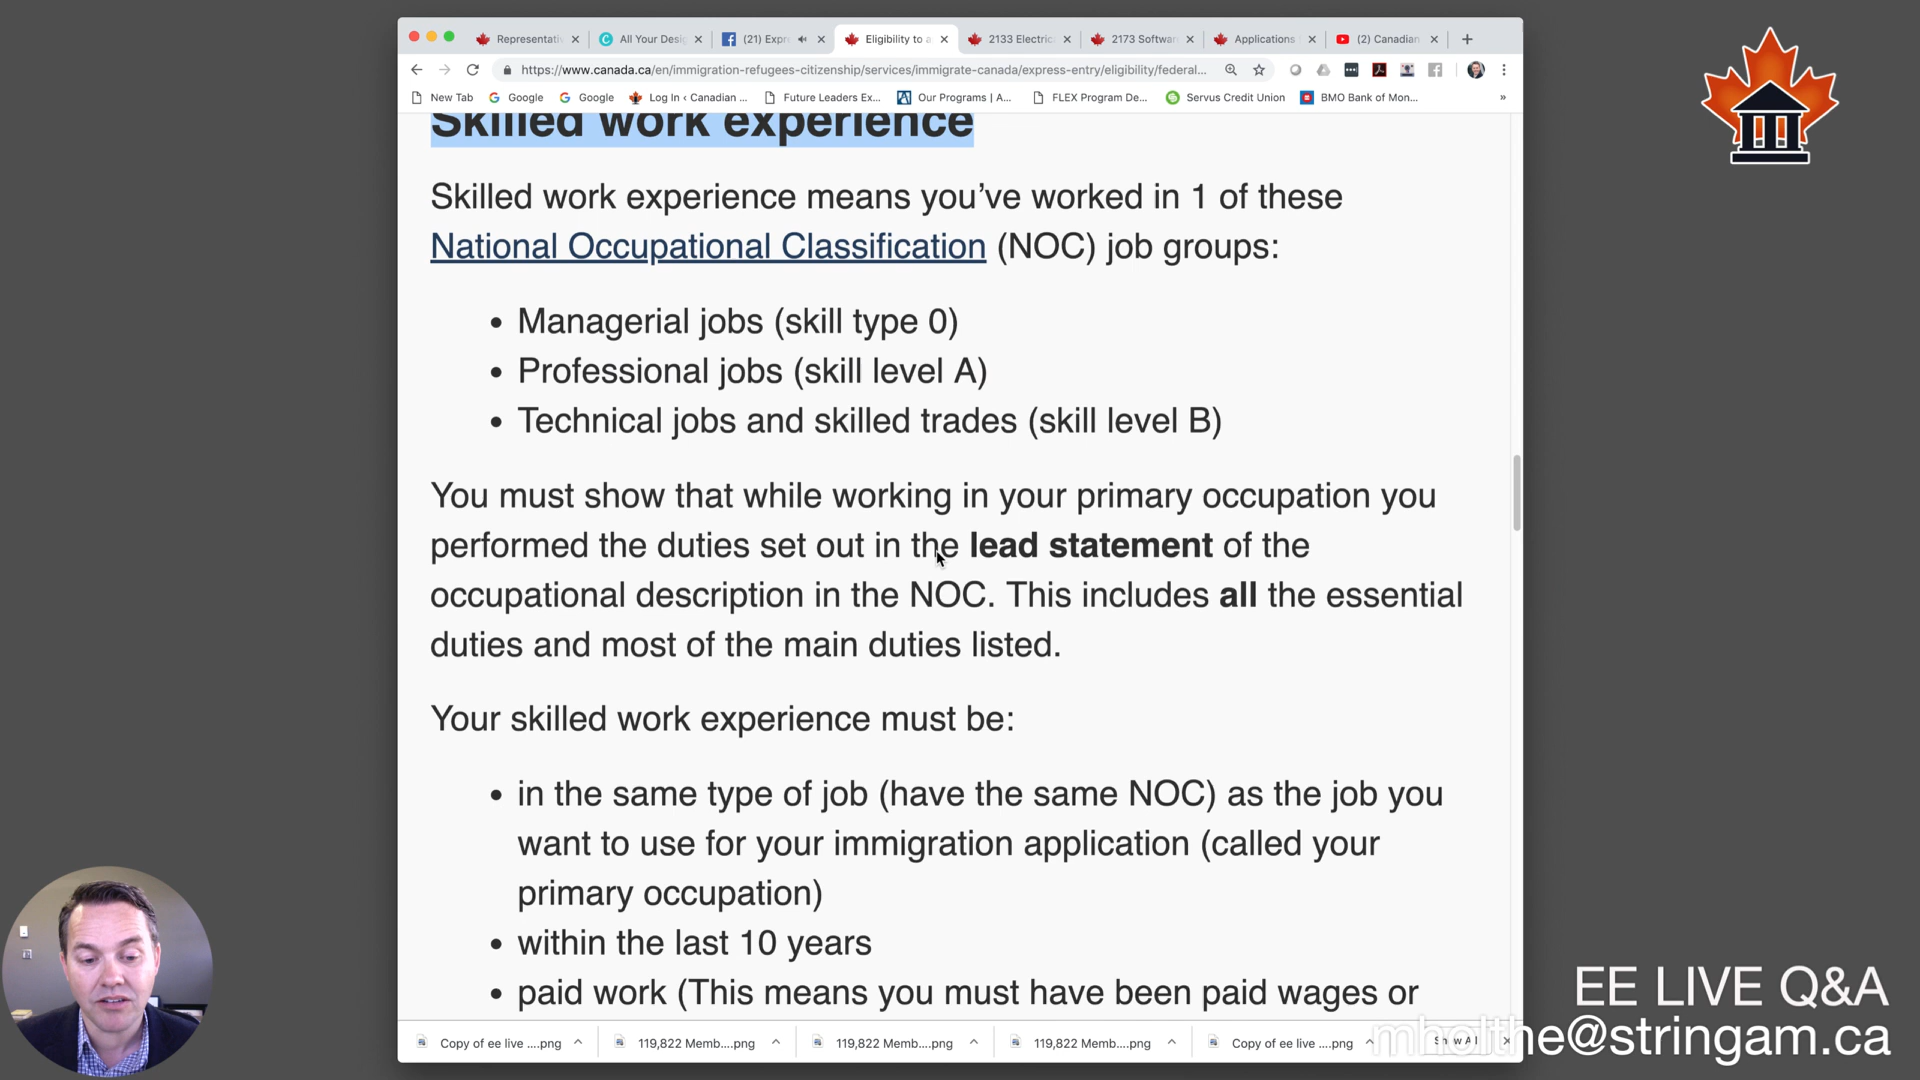 Representati
All Your Desi
(21) Expr
Eligibility to a
2133 Electric
2173 Softwar
Applications
(2) Canadian
https://www.canada.ca/en/immigration-refugees-citizenship/services/immigrate-canada/express-entry/eligibility/federal...
New Tab
Google
Google
Log In ‹ Canadian ...
Future Leaders Ex...
Our Programs | A...
FLEX Program De...
Servus Credit Union
BMO Bank of Mon...
»
Skilled work experience
Skilled work experience means you’ve worked in 1 of these
National Occupational Classification (NOC) job groups:
• Managerial jobs (skill type 0)
• Professional jobs (skill level A)
• Technical jobs and skilled trades (skill level B)
You must show that while working in your primary occupation you
performed the duties set out in the lead statement of the
occupational description in the NOC. This includes all the essential
duties and most of the main duties listed.
Your skilled work experience must be:
• in the same type of job (have the same NOC) as the job you
want to use for your immigration application (called your
primary occupation)
• within the last 10 years
• paid work (This means you must have been paid wages or
Copy of ee live ....png
119,822 Memb....png
119,822 Memb....png
119,822 Memb....png
Copy of ee live ....png
Show All
EE LIVE Q&A
mholthe@stringam.ca